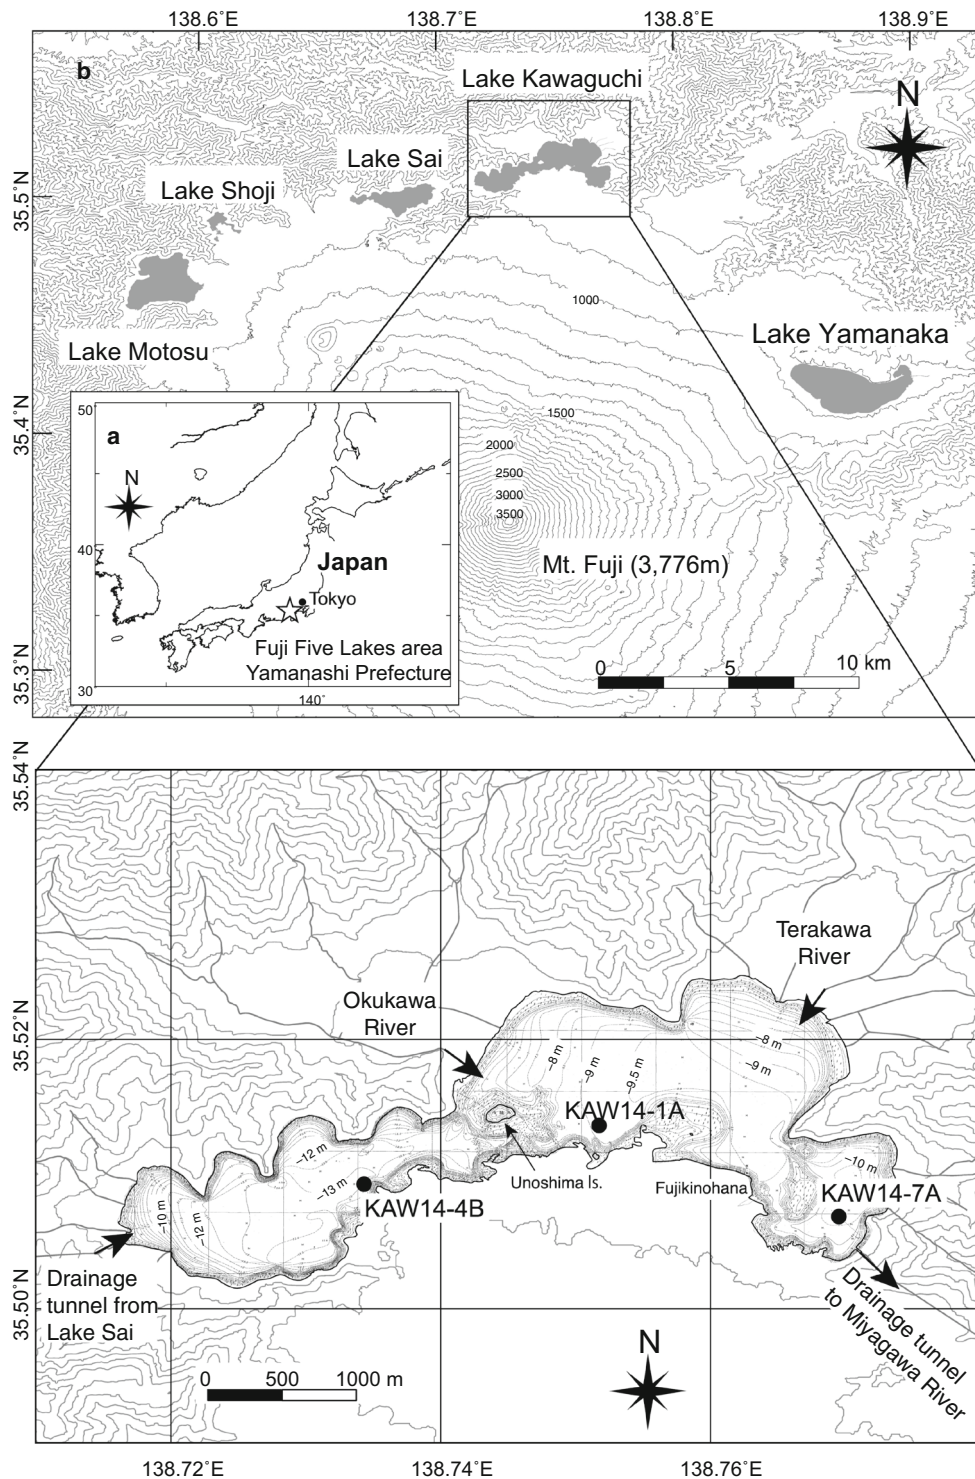 138.6˚E
138.7˚E
138.8˚E
138.9˚E
b
Lake Kawaguchi
N
Lake Sai
Lake Shoji
35.5˚N
1000
Lake Motosu
Lake Yamanaka
35.4˚N
1500
2000
2500
3000
3500
Mt. Fuji (3,776m)
50˚
a
N
40˚
Japan
Tokyo
Fuji Five Lakes area
Yamanashi Prefecture
30˚
140˚
0
5
10 km
35.3˚N
35.54˚N
Terakawa
River
Okukawa
River
35.52˚N
−8 m
−9 m
−9.5 m
−8 m
−9 m
KAW14-1A
Unoshima Is.
Fujikinohana
−12 m
−13 m
−10 m
−12 m
KAW14-4B
−10 m
KAW14-7A
Drainage
tunnel from
Lake Sai
Drainage tunnel
to Miyagawa
River
35.50˚N
N
0
500
1000 m
138.72˚E
138.74˚E
138.76˚E